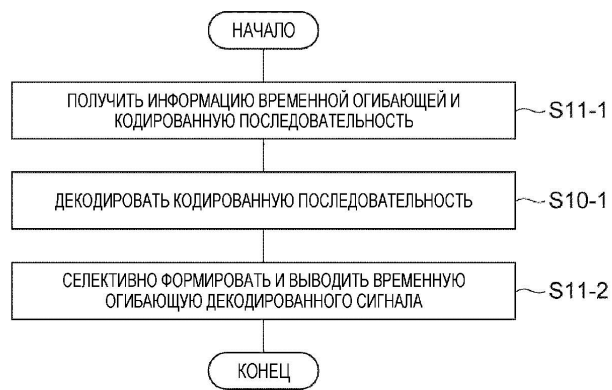 НАЧАЛО
ПОЛУЧИТЬ ИНФОРМАЦИЮ ВРЕМЕННОЙ ОГИБАЮЩЕЙ И
КОДИРОВАННУЮ ПОСЛЕДОВАТЕЛЬНОСТЬ
S11-1
ДЕКОДИРОВАТЬ КОДИРОВАННУЮ ПОСЛЕДОВАТЕЛЬНОСТЬ
S10-1
СЕЛЕКТИВНО ФОРМИРОВАТЬ И ВЫВОДИТЬ ВРЕМЕННУЮ
ОГИБАЮЩУЮ ДЕКОДИРОВАННОГО СИГНАЛА
S11-2
КОНЕЦ